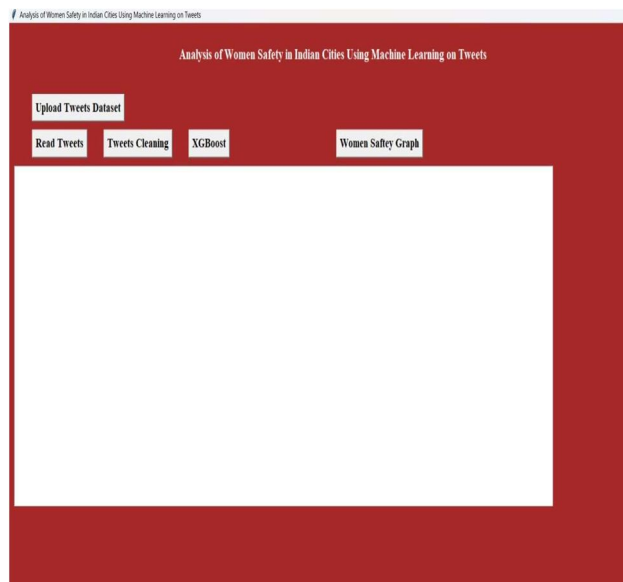 Analysis of Women Safety in Indian Cities Using Machine Learning on Tweets
Analysis of Women Safety in Indian Cities Using Machine Learning on Tweets
Upload Tweets Dataset
Read Tweets Tweets Cleaning XGBoost Women Saftey Graph